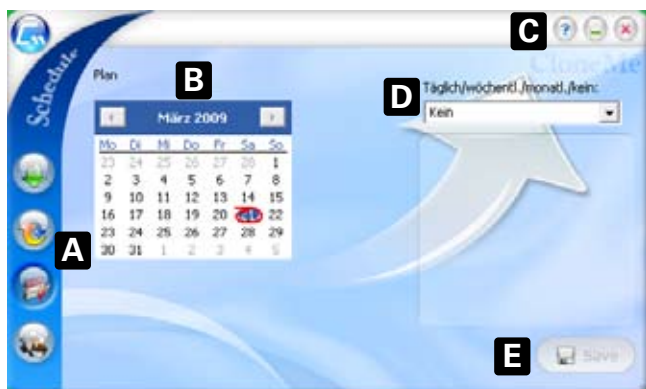 C
Schedule
CloneMe
Plan
B
D
Täglich/wöchentl./monatl./kein:
Kein
März 2009
Mo Di Mi Do Fr Sa So
23 24 25 26 27 28 1
2 3 4 5 6 7 8
9 10 11 12 13 14 15
16 17 18 19 20 21 22
23 24 25 26 27 28 29
30 31 1 2 3 4 5
A
E
Save